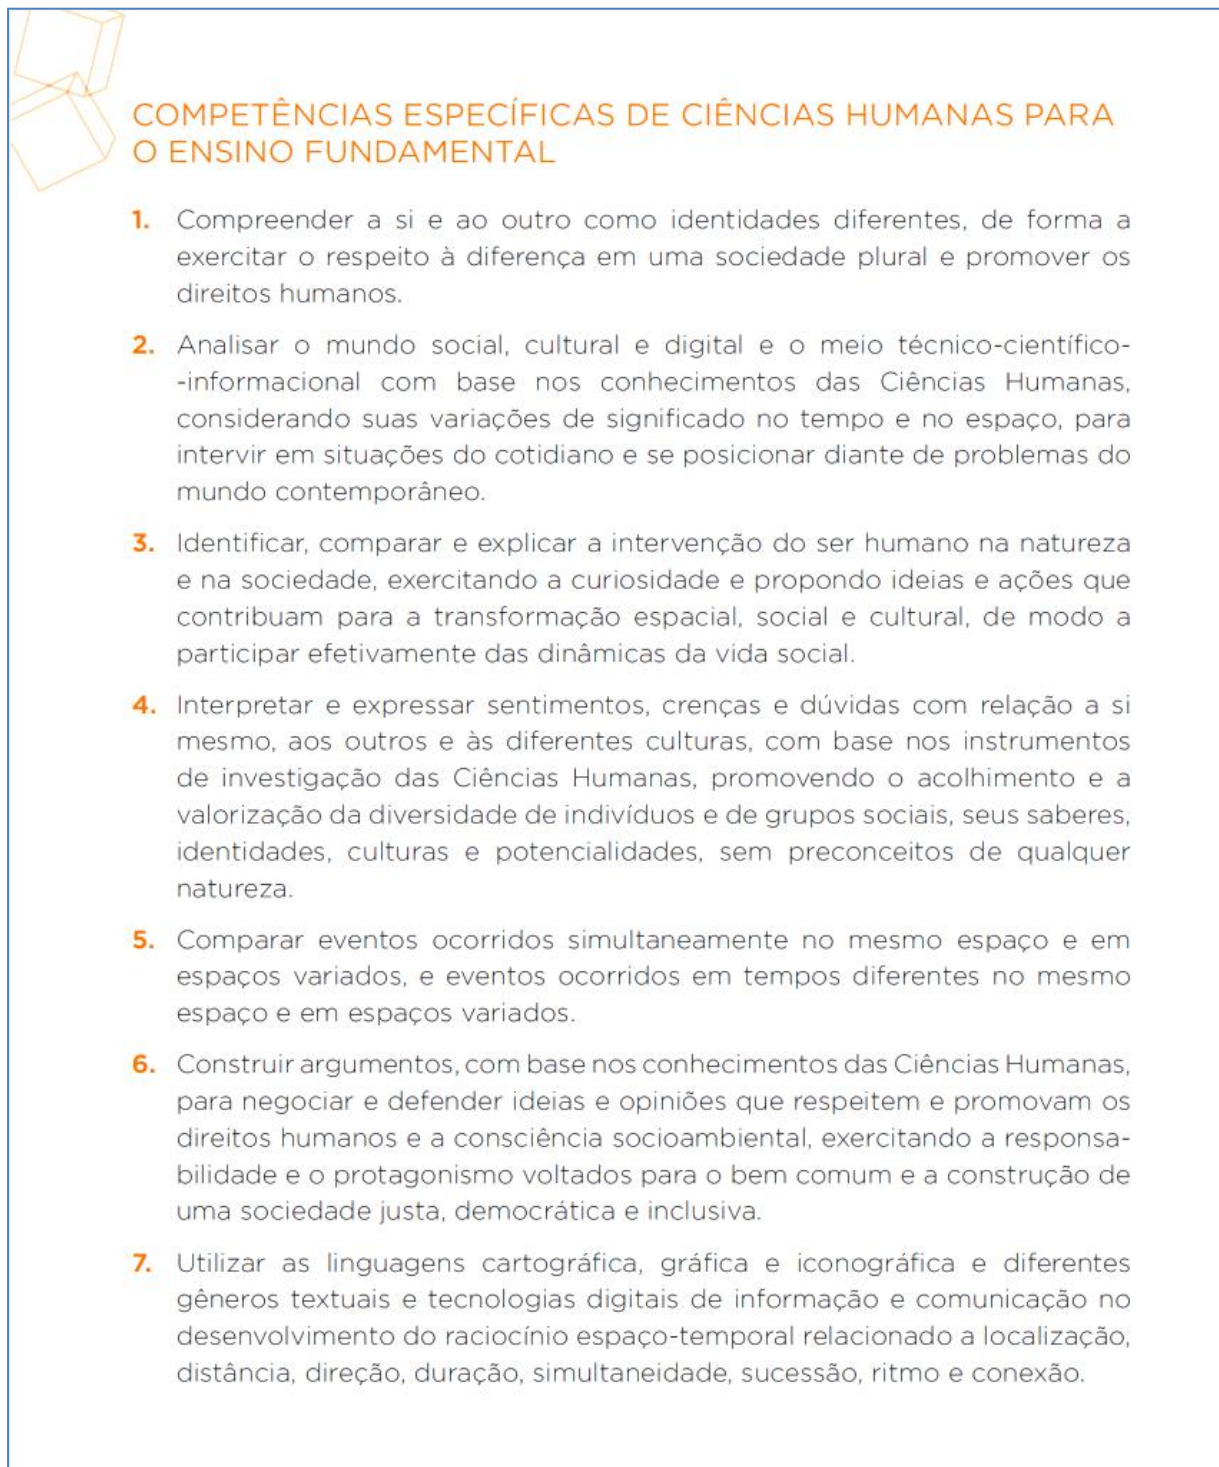 COMPETÊNCIAS ESPECÍFICAS DE CIÊNCIAS HUMANAS PARA
O ENSINO FUNDAMENTAL
1. Compreender a si e ao outro como identidades diferentes, de forma a
exercitar o respeito à diferença em uma sociedade plural e promover os
direitos humanos.
2. Analisar o mundo social, cultural e digital e o meio técnico-científico-
-informacional com base nos conhecimentos das Ciências Humanas,
considerando suas variações de significado no tempo e no espaço, para
intervir em situações do cotidiano e se posicionar diante de problemas do
mundo contemporâneo.
3. Identificar, comparar e explicar a intervenção do ser humano na natureza
e na sociedade, exercitando a curiosidade e propondo ideias e ações que
contribuam para a transformação espacial, social e cultural, de modo a
participar efetivamente das dinâmicas da vida social.
4. Interpretar e expressar sentimentos, crenças e dúvidas com relação a si
mesmo, aos outros e às diferentes culturas, com base nos instrumentos
de investigação das Ciências Humanas, promovendo o acolhimento e a
valorização da diversidade de indivíduos e de grupos sociais, seus saberes,
identidades, culturas e potencialidades, sem preconceitos de qualquer
natureza.
5. Comparar eventos ocorridos simultaneamente no mesmo espaço e em
espaços variados, e eventos ocorridos em tempos diferentes no mesmo
espaço e em espaços variados.
6. Construir argumentos, com base nos conhecimentos das Ciências Humanas,
para negociar e defender ideias e opiniões que respeitem e promovam os
direitos humanos e a consciência socioambiental, exercitando a responsa-
bilidade e o protagonismo voltados para o bem comum e a construção de
uma sociedade justa, democrática e inclusiva.
7. Utilizar as linguagens cartográfica, gráfica e iconográfica e diferentes
gêneros textuais e tecnologias digitais de informação e comunicação no
desenvolvimento do raciocínio espaço-temporal relacionado a localização,
distância, direção, duração, simultaneidade, sucessão, ritmo e conexão.